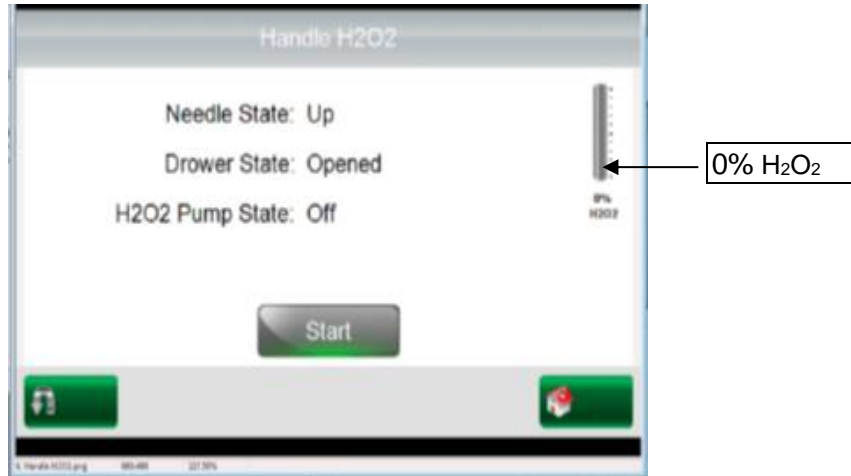 Handle H2O2
Needle State: Up
Drower State: Opened
H2O2 Pump State: Off
0%
H2O2
0% H₂O₂
Start